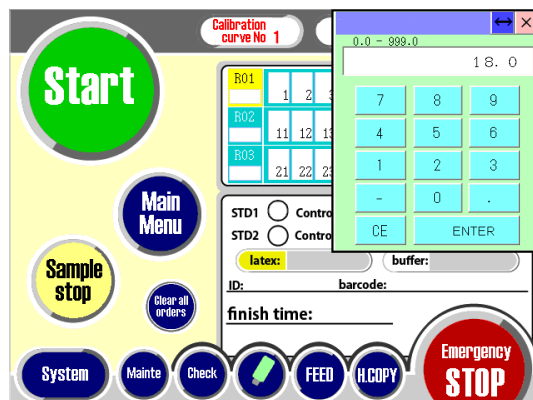 Calibration
curve No 1
0.0 - 999.0
18. 0
Start
R01
1 2
7 8 9
R02
11 12 13
4 5 6
R03
21 22 23
1 2 3
- 0 .
CE ENTER
Main
Menu
STD1 Contro
STD2 Contro
Sample
stop
latex: buffer:
Clear all
orders
ID: barcode:
finish time:
System
Mainte
Check
FEED
H.COPY
Emergency
STOP